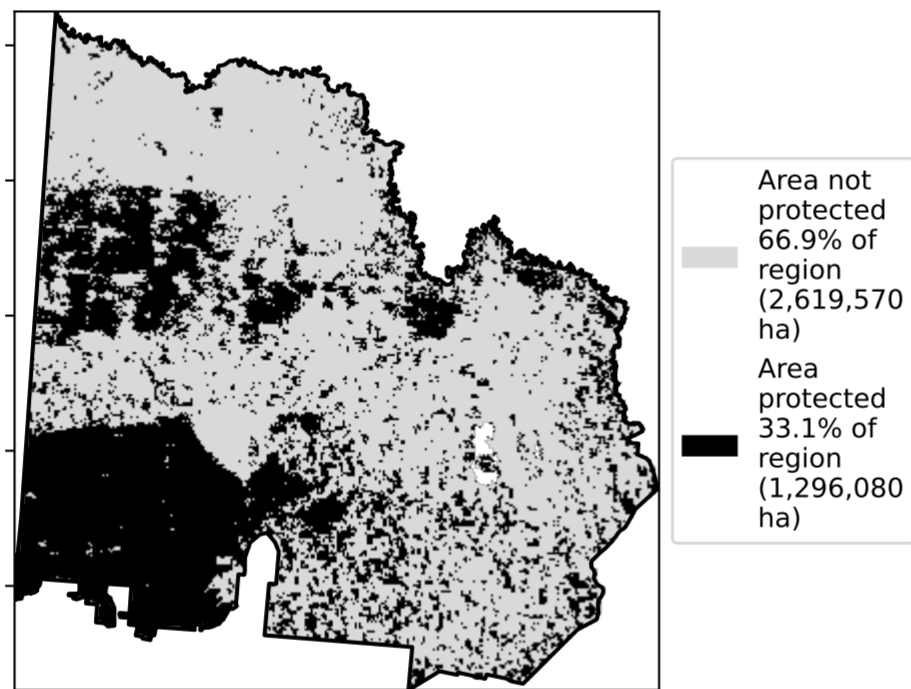 Area not
protected
66.9% of
region
(2,619,570
ha)
Area
protected
33.1% of
region
(1,296,080
ha)